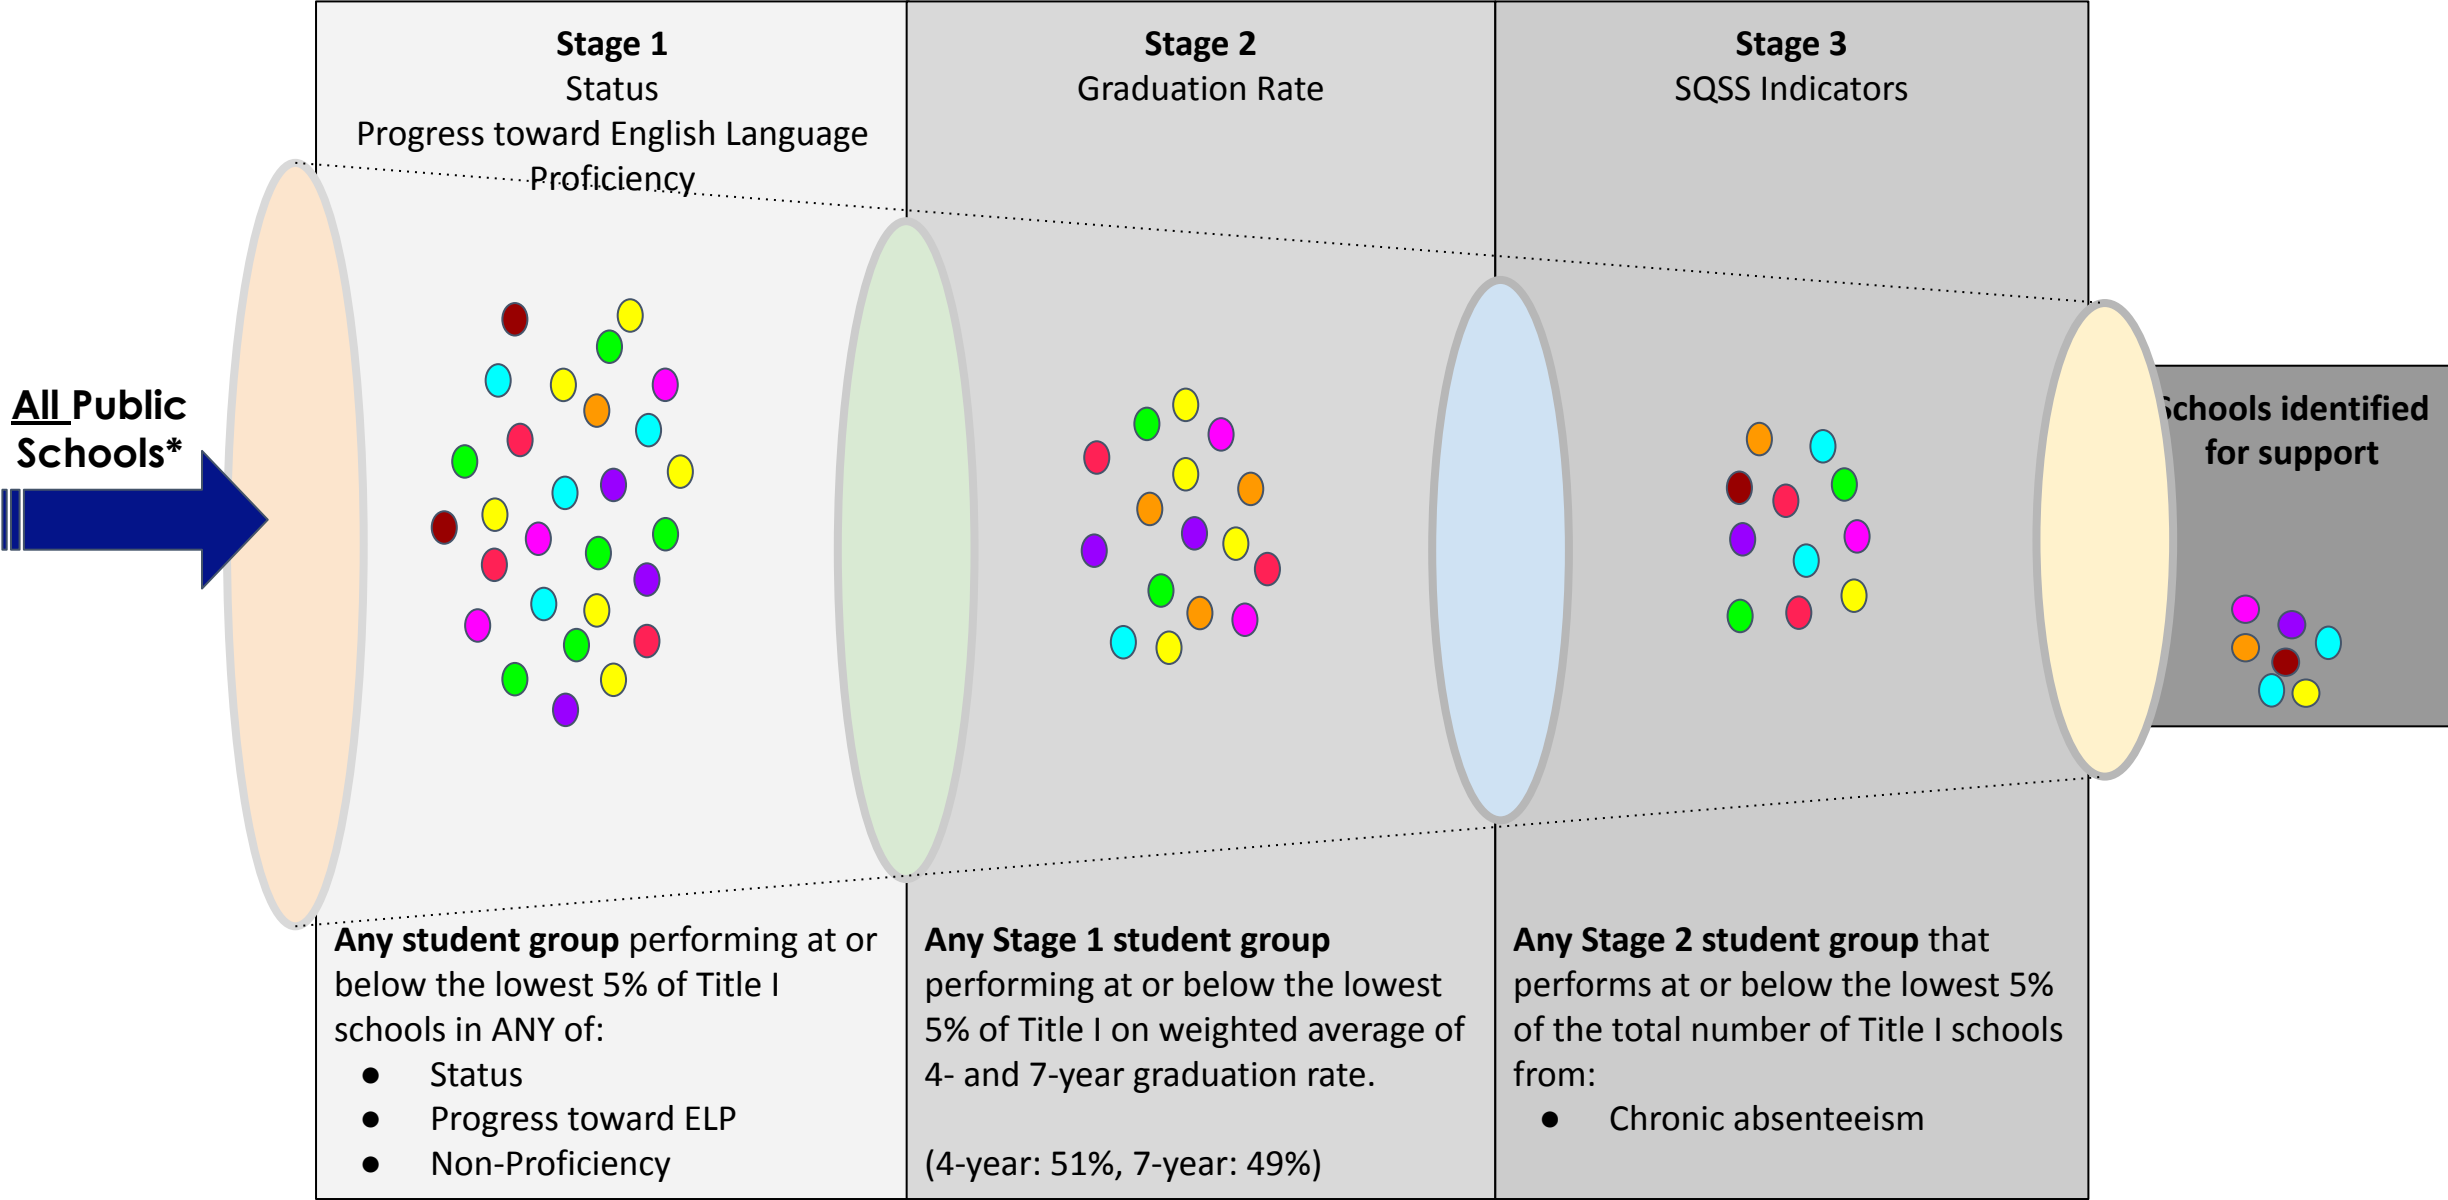 Stage 1
Status
Progress toward English Language
Proficiency
Stage 2
Graduation Rate
Stage 3
SQSS Indicators
All Public
Schools*
Schools identified
for support
Any student group performing at or
below the lowest 5% of Title I
schools in ANY of:
● Status
● Progress toward ELP
● Non-Proficiency
Any Stage 1 student group
performing at or below the lowest
5% of Title I on weighted average of
4- and 7-year graduation rate.
(4-year: 51%, 7-year: 49%)
Any Stage 2 student group that
performs at or below the lowest 5%
of the total number of Title I schools
from:
● Chronic absenteeism